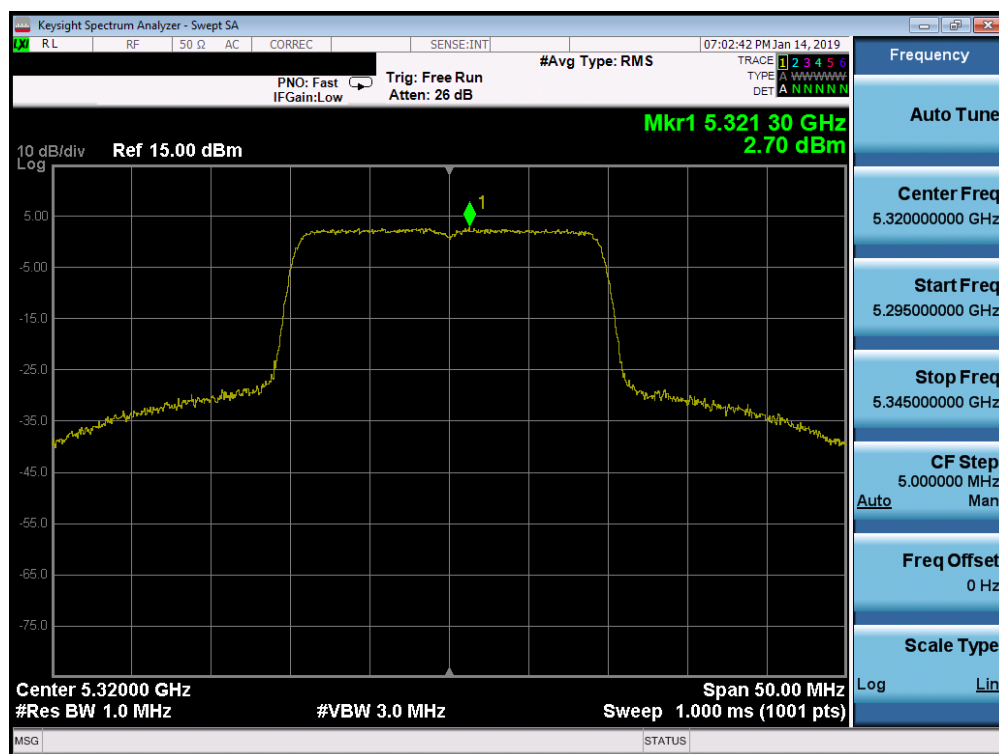 Keysight Spectrum Analyzer - Swept SA
LXI RL RF 50 Ω AC CORREC SENSE:INT 07:02:42 PM Jan 14, 2019
#Avg Type: RMS TRACE 1 2 3 4 5 6
PNO: Fast Trig: Free Run TYPE A WWWWW
IFGain:Low Atten: 26 dB DET A N N N N N
Mkr1 5.321 30 GHz
2.70 dBm
10 dB/div Ref 15.00 dBm
Log
1
5.00
-5.00
-15.0
-25.0
-35.0
-45.0
-55.0
-65.0
-75.0
Center 5.32000 GHz Span 50.00 MHz
#Res BW 1.0 MHz #VBW 3.0 MHz Sweep 1.000 ms (1001 pts)
MSG STATUS
Frequency
Auto Tune
Center Freq
5.320000000 GHz
Start Freq
5.295000000 GHz
Stop Freq
5.345000000 GHz
CF Step
5.000000 MHz
Auto Man
Freq Offset
0 Hz
Scale Type
Log Lin